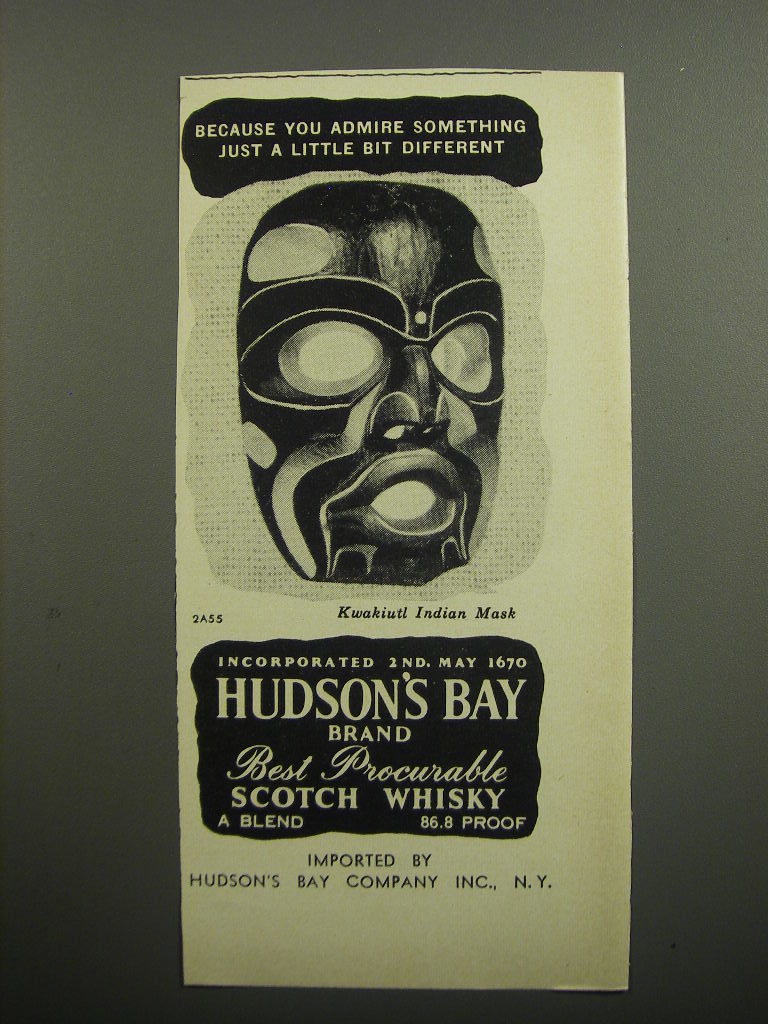 BECAUSE YOU ADMIRE SOMETHING
JUST A LITTLE BIT DIFFERENT
2A55
Kwakiutl Indian Mask
INCORPORATED 2ND. MAY 1670
HUDSON'S BAY
BRAND
Best Procurable
SCOTCH WHISKY
A BLEND 86.8 PROOF
IMPORTED BY
HUDSON'S BAY COMPANY INC., N.Y.